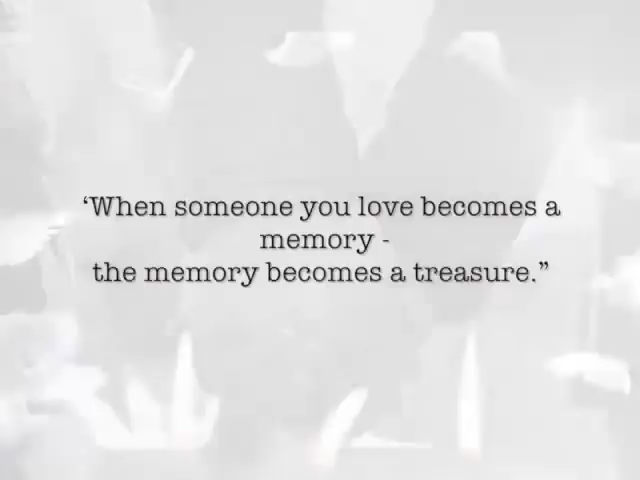 ‘When someone you love becomes a
memory -
the memory becomes a treasure.”